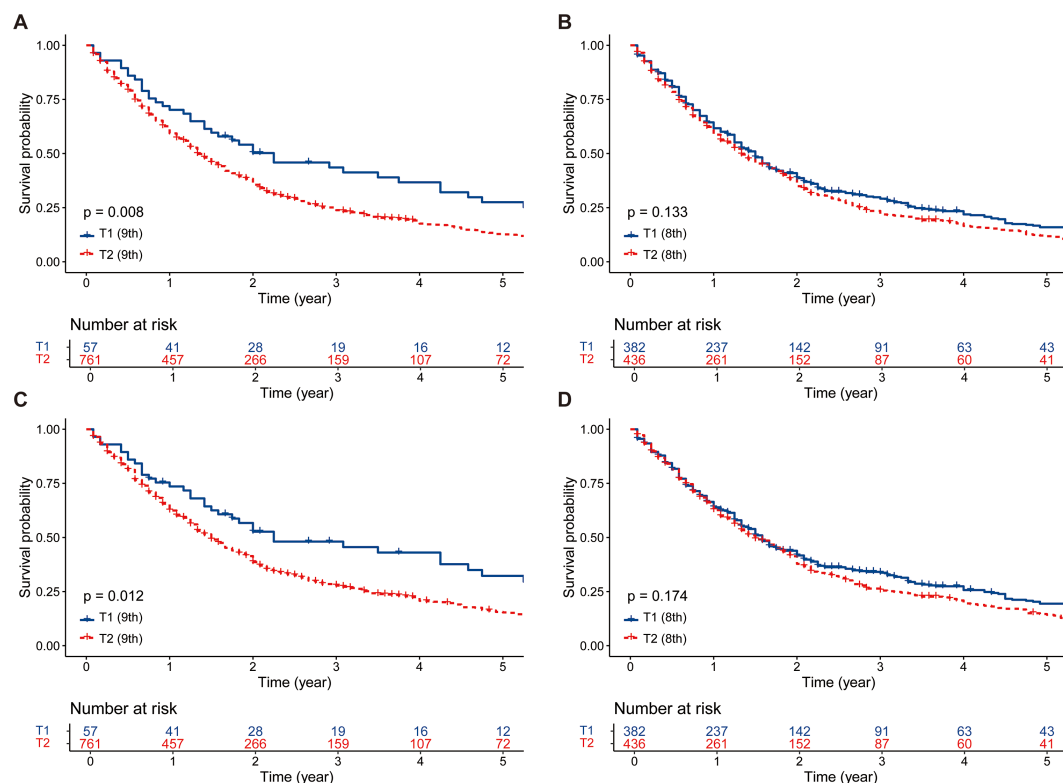 A
Survival probability
1.00
0.75
0.50
0.25
0.00
p = 0.008
T1 (9th)
T2 (9th)
0 1 2 3 4 5
Time (year)
Number at risk
T1 57 41 28 19 16 12
T2 761 457 266 159 107 72
0 1 2 3 4 5
Time (year)
B
Survival probability
1.00
0.75
0.50
0.25
0.00
p = 0.133
T1 (8th)
T2 (8th)
0 1 2 3 4 5
Time (year)
Number at risk
T1 382 237 142 91 63 43
T2 436 261 152 87 60 41
0 1 2 3 4 5
Time (year)
C
Survival probability
1.00
0.75
0.50
0.25
0.00
p = 0.012
T1 (9th)
T2 (9th)
0 1 2 3 4 5
Time (year)
Number at risk
T1 57 41 28 19 16 12
T2 761 457 266 159 107 72
0 1 2 3 4 5
Time (year)
D
Survival probability
1.00
0.75
0.50
0.25
0.00
p = 0.174
T1 (8th)
T2 (8th)
0 1 2 3 4 5
Time (year)
Number at risk
T1 382 237 142 91 63 43
T2 436 261 152 87 60 41
0 1 2 3 4 5
Time (year)